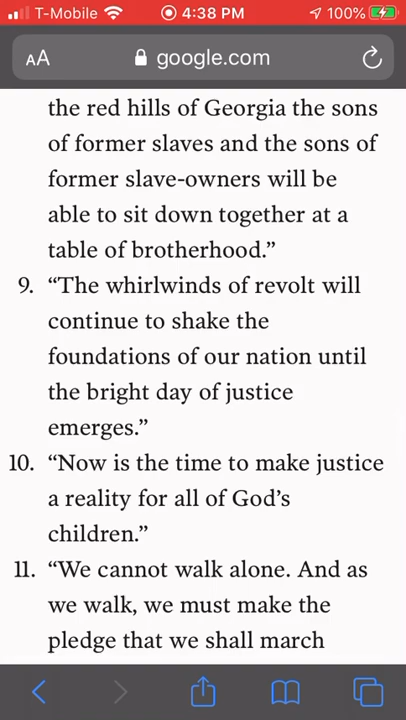 T-Mobile 4:38 PM 100%
AA google.com
the red hills of Georgia the sons
of former slaves and the sons of
former slave-owners will be
able to sit down together at a
table of brotherhood.”
9. “The whirlwinds of revolt will
continue to shake the
foundations of our nation until
the bright day of justice
emerges.”
10. “Now is the time to make justice
a reality for all of God’s
children.”
11. “We cannot walk alone. And as
we walk, we must make the
pledge that we shall march